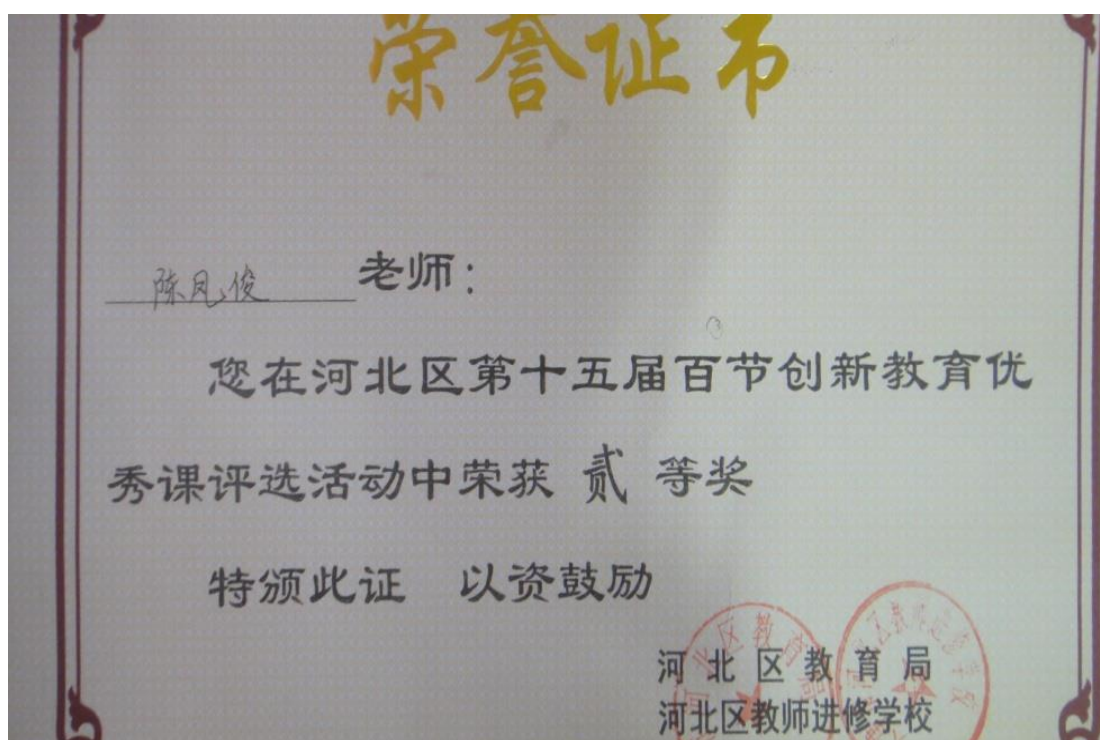 荣誉证书
陈凤俊 老师：
您在河北区第十五届百节创新教育优
秀课评选活动中荣获 贰 等奖
特颁此证 以资鼓励
河北区教育局
河北区教师进修学校